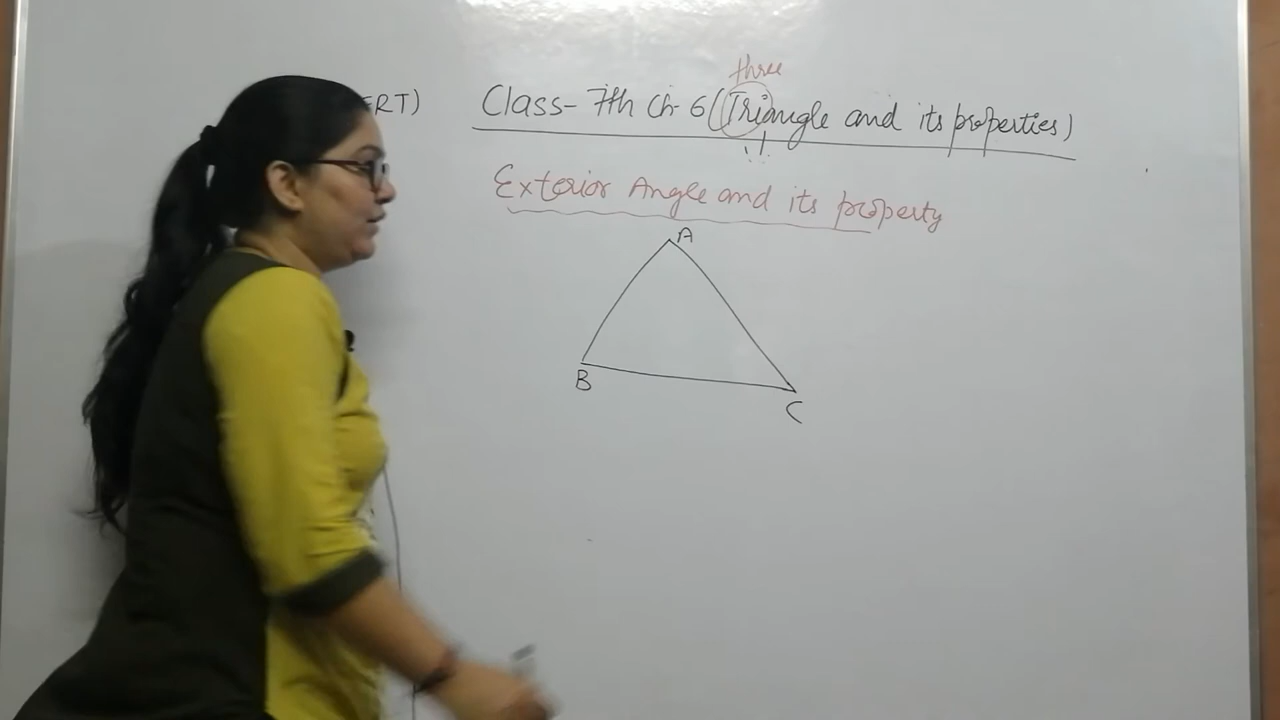 three
ERT) Class- 7th Ch- 6 (Triangle and its properties)
Exterior Angle and its property
A
B
C